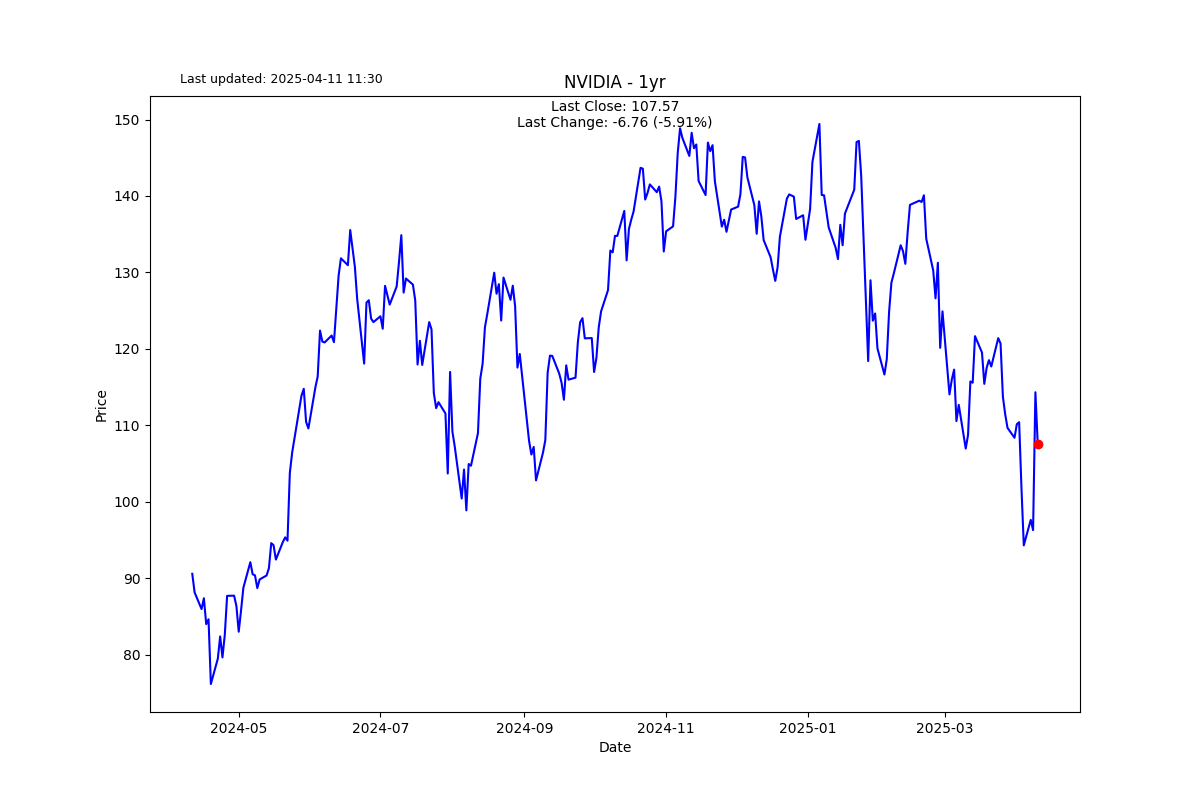 Last updated: 2025-04-11 11:30
NVIDIA - 1yr
Last Close: 107.57
Last Change: -6.76 (-5.91%)
150
140
130
120
110
100
90
80
Price
2024-05
2024-07
2024-09
2024-11
2025-01
2025-03
Date